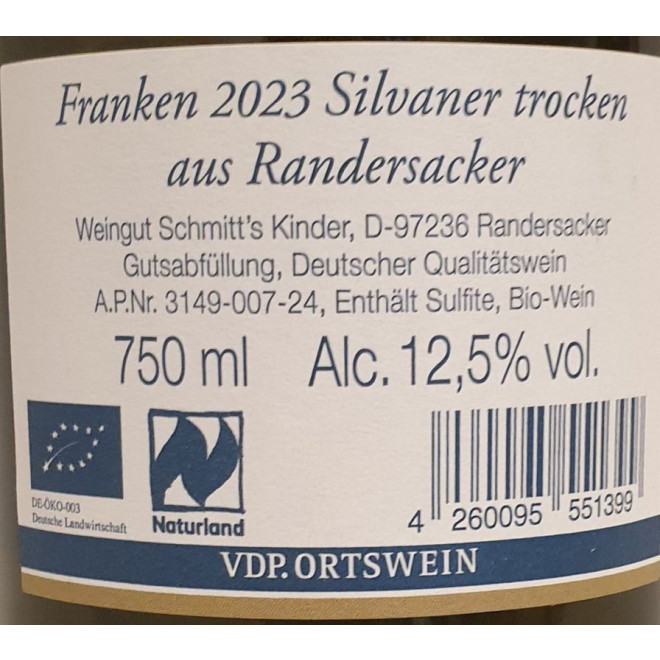 Franken 2023 Silvaner trocken
aus Randersacker
Weingut Schmitt's Kinder, D-97236 Randersacker
Gutsabfüllung, Deutscher Qualitätswein
A.P.Nr. 3149-007-24, Enthält Sulfite, Bio-Wein
750 ml Alc. 12,5% vol.
DE-ÖKO-003
Deutsche Landwirtschaft
Naturland
4 260095 551399
VDP.ORTSWEIN